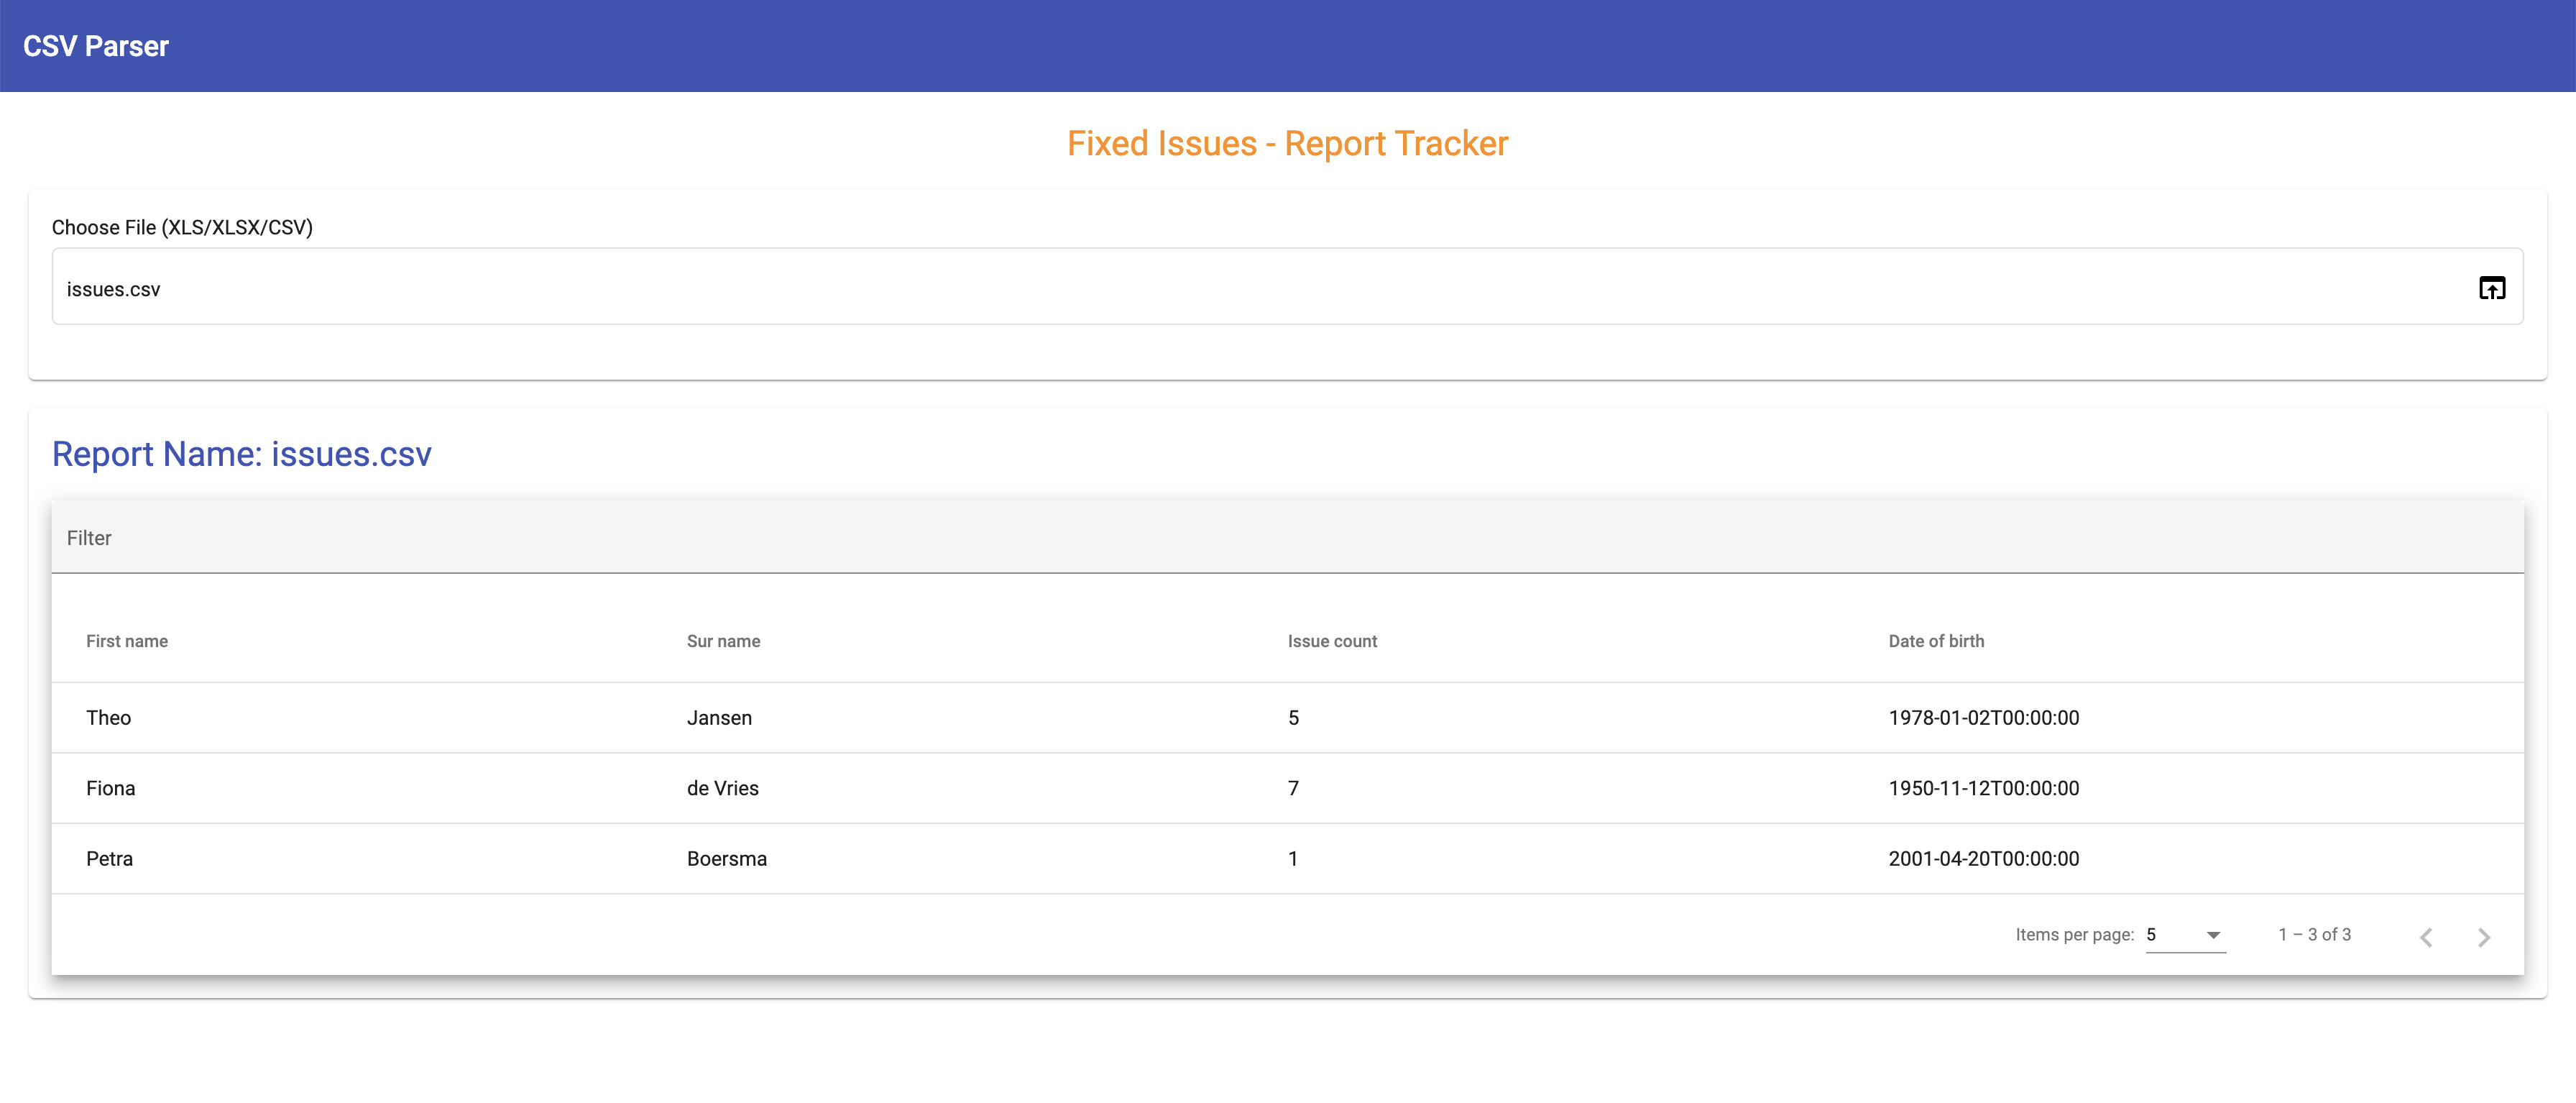 CSV Parser
Fixed Issues - Report Tracker
Choose File (XLS/XLSX/CSV)
issues.csv
Report Name: issues.csv
Filter
First name Sur name Issue count Date of birth
Theo Jansen 5 1978-01-02T00:00:00
Fiona de Vries 7 1950-11-12T00:00:00
Petra Boersma 1 2001-04-20T00:00:00
Items per page: 5 1 – 3 of 3